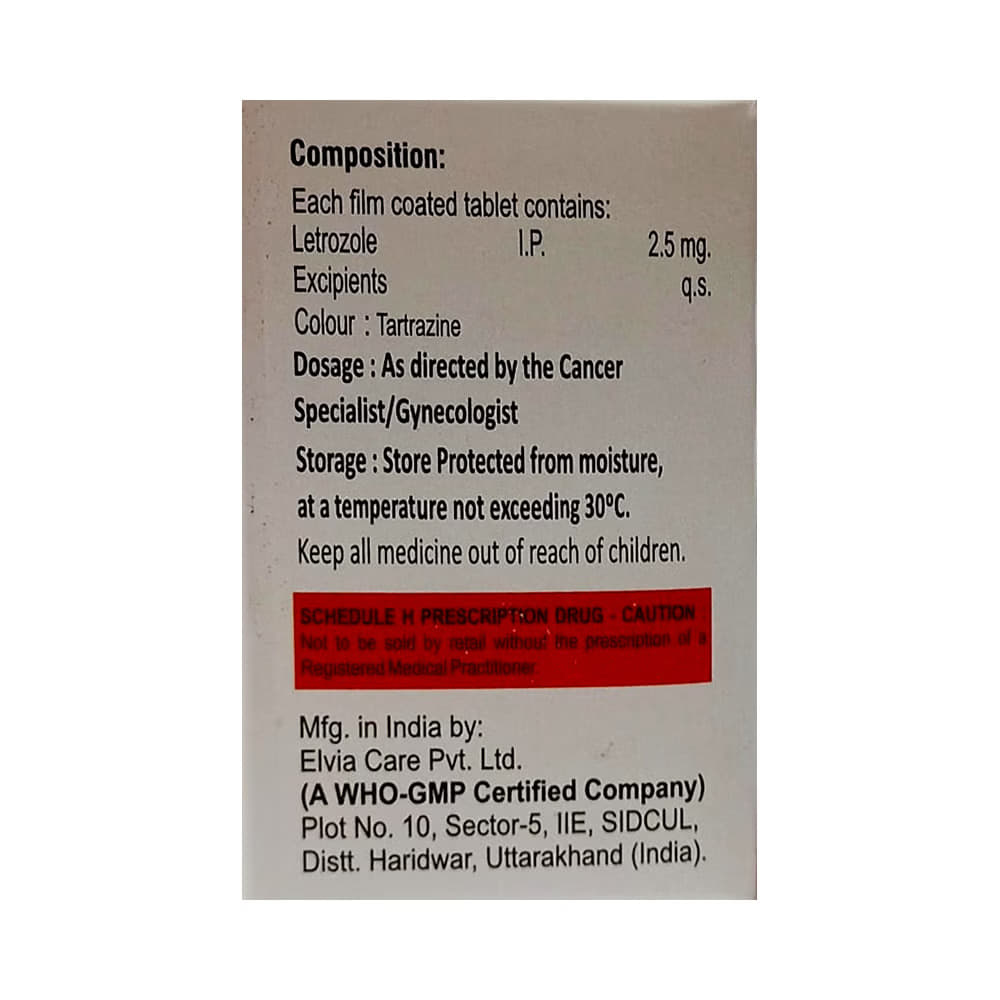 Composition:
Each film coated tablet contains:
Letrozole I.P. 2.5 mg.
Excipients q.s.
Colour : Tartrazine
Dosage : As directed by the Cancer
Specialist/Gynecologist
Storage : Store Protected from moisture,
at a temperature not exceeding 30ºC.
Keep all medicine out of reach of children.
SCHEDULE H PRESCRIPTION DRUG - CAUTION
Not to be sold by retail without the prescription of a
Registered Medical Practitioner.
Mfg. in India by:
Elvia Care Pvt. Ltd.
(A WHO-GMP Certified Company)
Plot No. 10, Sector-5, IIE, SIDCUL,
Distt. Haridwar, Uttarakhand (India).